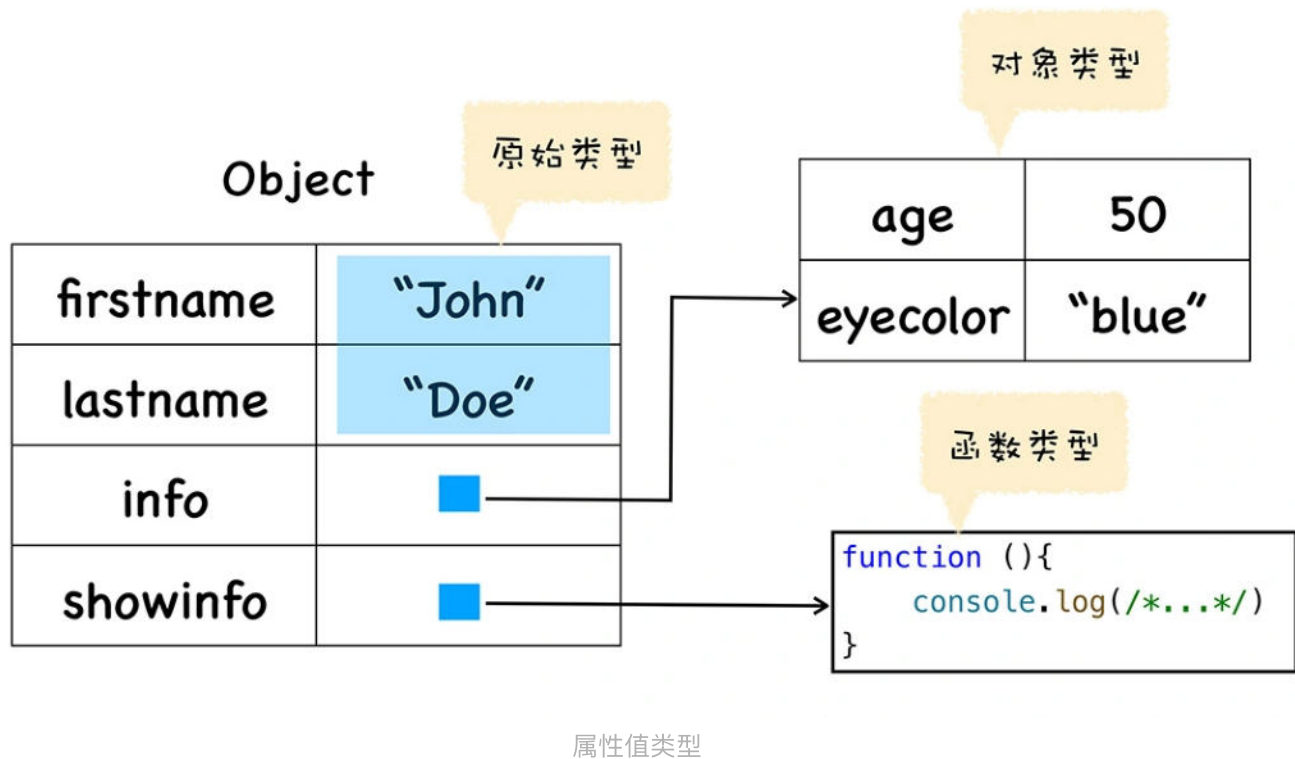 对象类型
原始类型
Object
age 50
firstname “John”
eyecolor “blue”
lastname “Doe”
函数类型
info
function (){
console.log(/*...*/)
}
showinfo
属性值类型